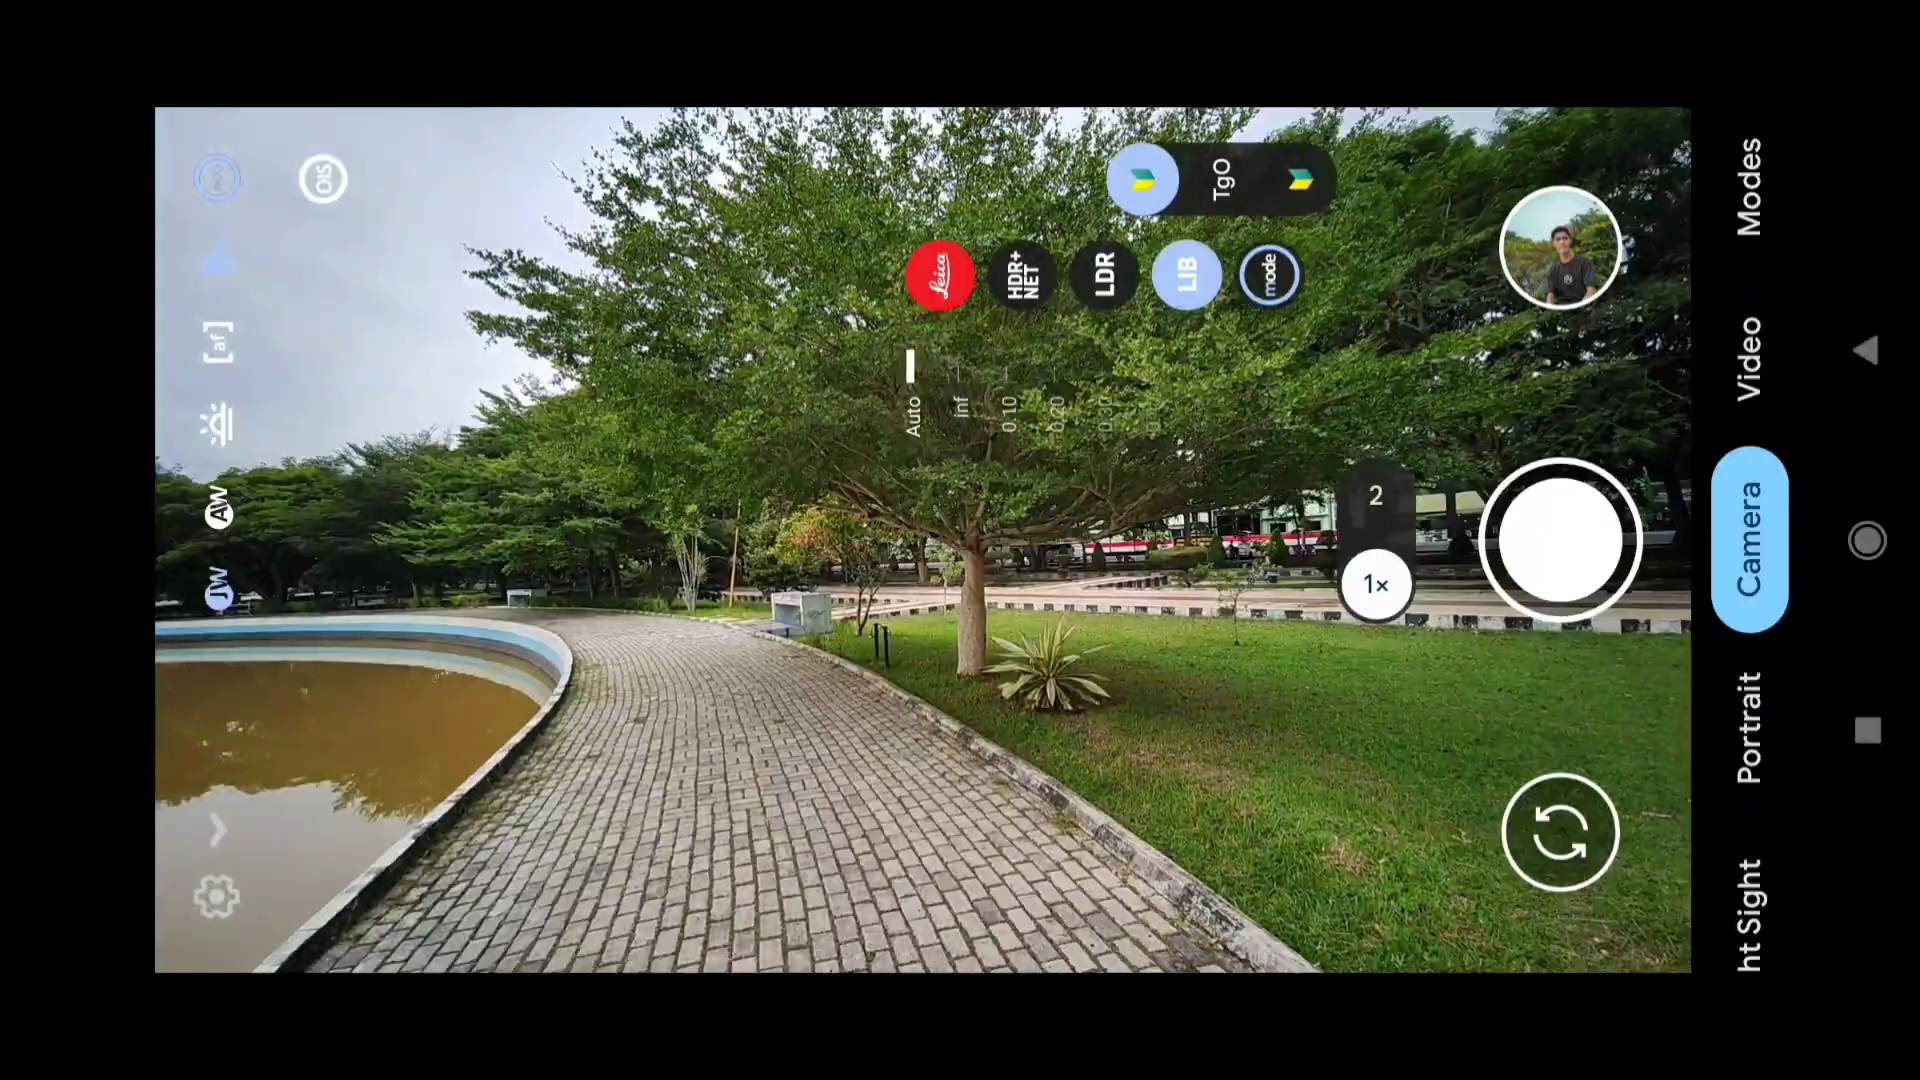 OIS
[af]
AW
JW
TgO
Leica
HDR+
NET
LDR
LIB
mode
Auto
inf
0.10
0.20
2
1×
Modes
Video
Camera
Portrait
ht Sight